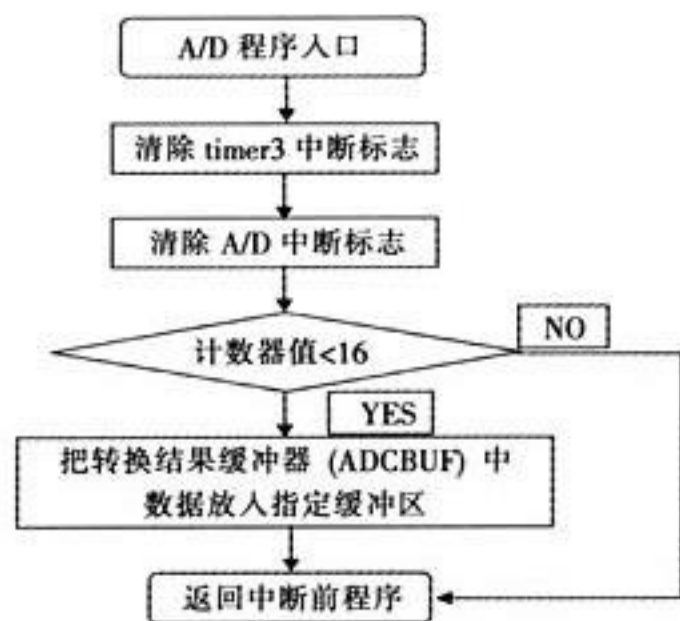 A/D 程序入口
清除 timer3 中断标志
清除 A/D 中断标志
计数器值<16
NO
YES
把转换结果缓冲器 (ADCBUF) 中
数据放入指定缓冲区
返回中断前程序